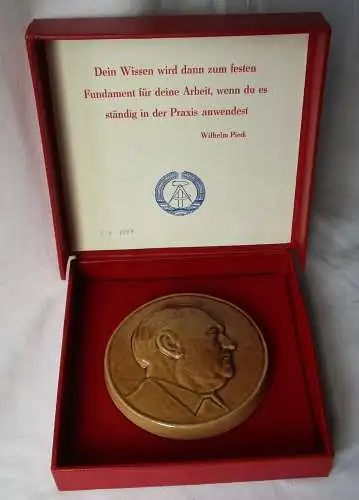 Dein Wissen wird dann zum festen
Fundament für deine Arbeit, wenn du es
ständig in der Praxis anwendest
Wilhelm Pieck